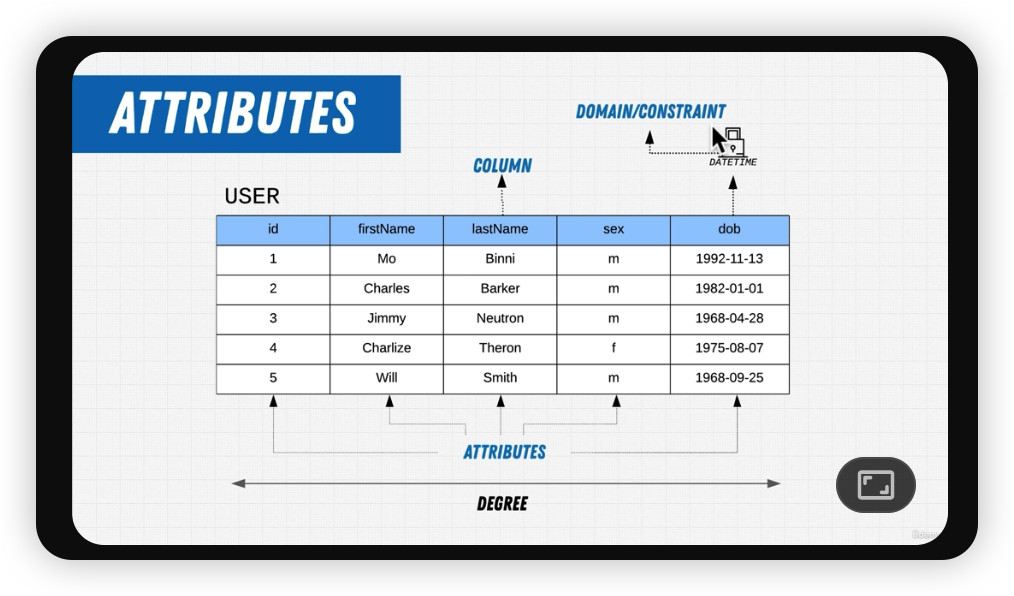 ATTRIBUTES
DOMAIN/CONSTRAINT
DATETIME
COLUMN
USER
id firstName lastName sex dob
1 Mo Binni m 1992-11-13
2 Charles Barker m 1982-01-01
3 Jimmy Neutron m 1968-04-28
4 Charlize Theron f 1975-08-07
5 Will Smith m 1968-09-25
ATTRIBUTES
DEGREE